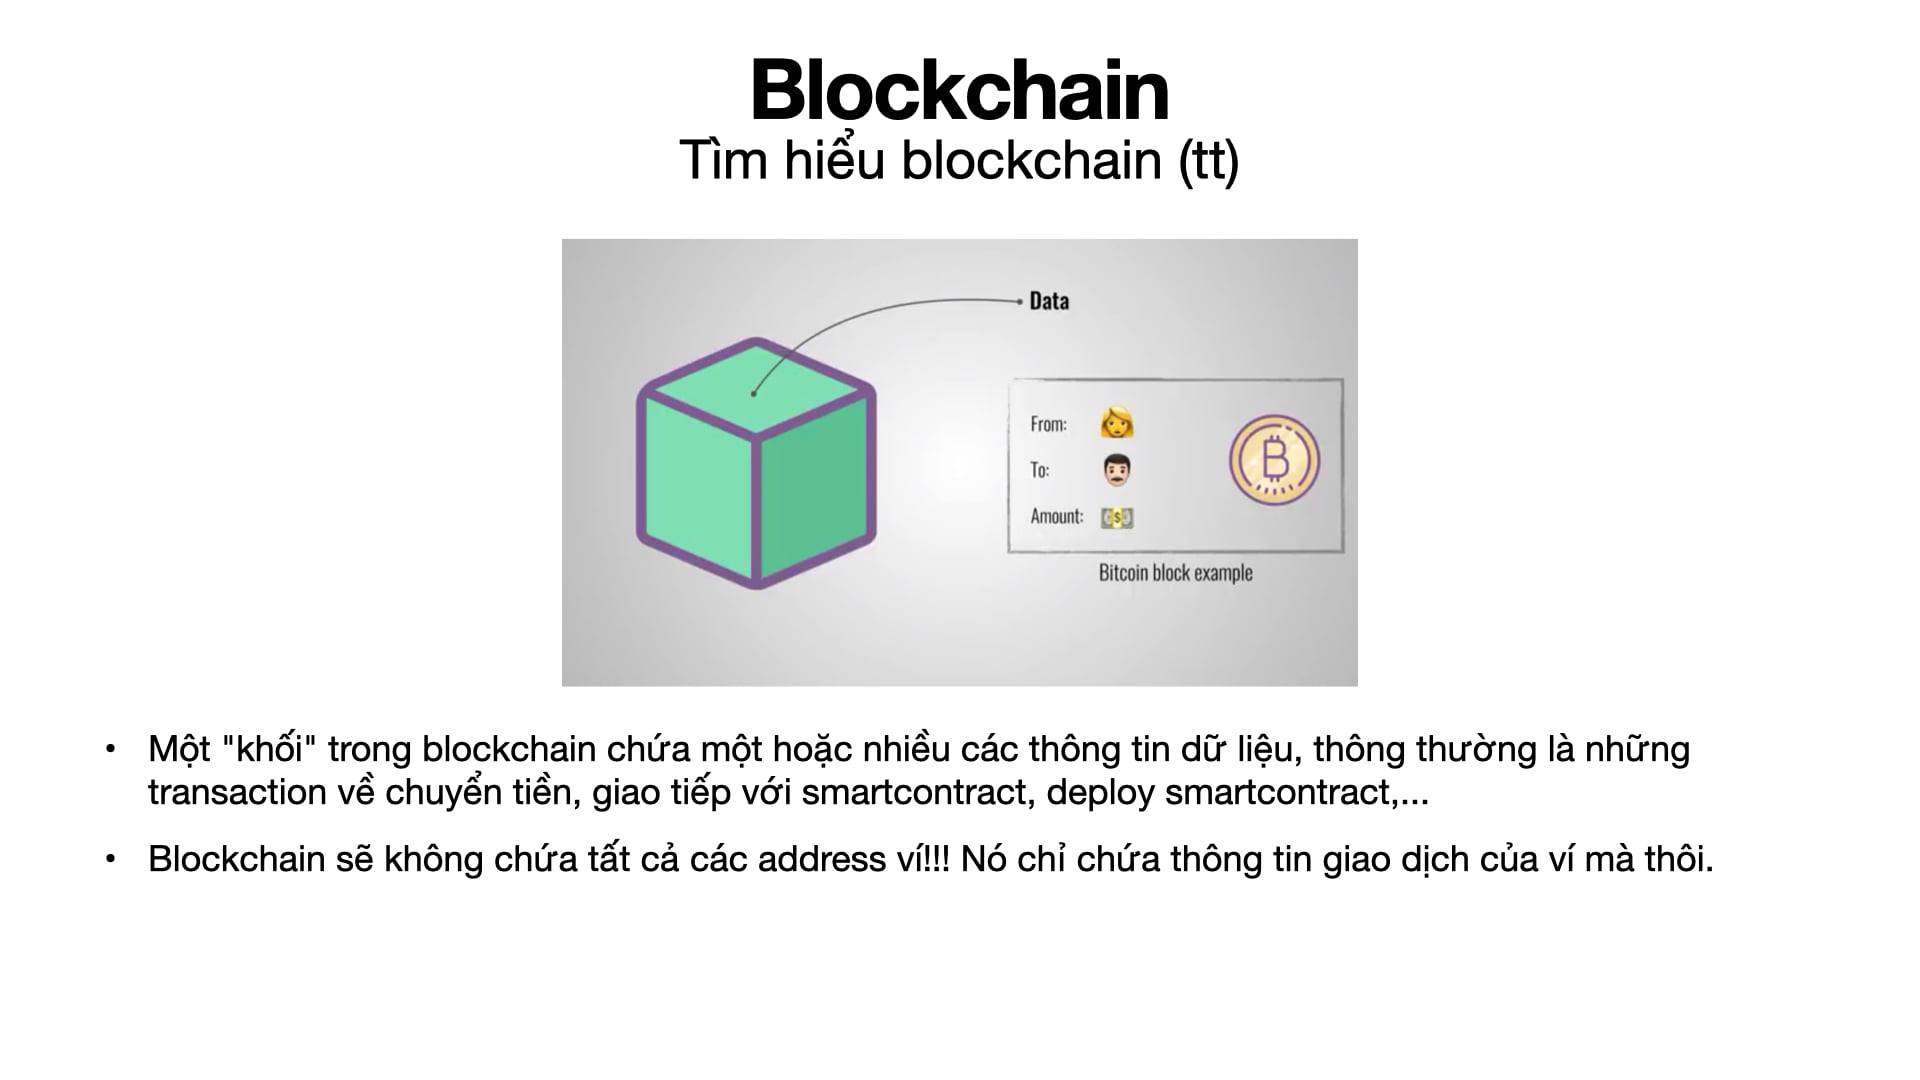 Blockchain
Tìm hiểu blockchain (tt)
Data
From:
To:
Amount:
Bitcoin block example
• Một "khối" trong blockchain chứa một hoặc nhiều các thông tin dữ liệu, thông thường là những
transaction về chuyển tiền, giao tiếp với smartcontract, deploy smartcontract,...
• Blockchain sẽ không chứa tất cả các address ví!!! Nó chỉ chứa thông tin giao dịch của ví mà thôi.